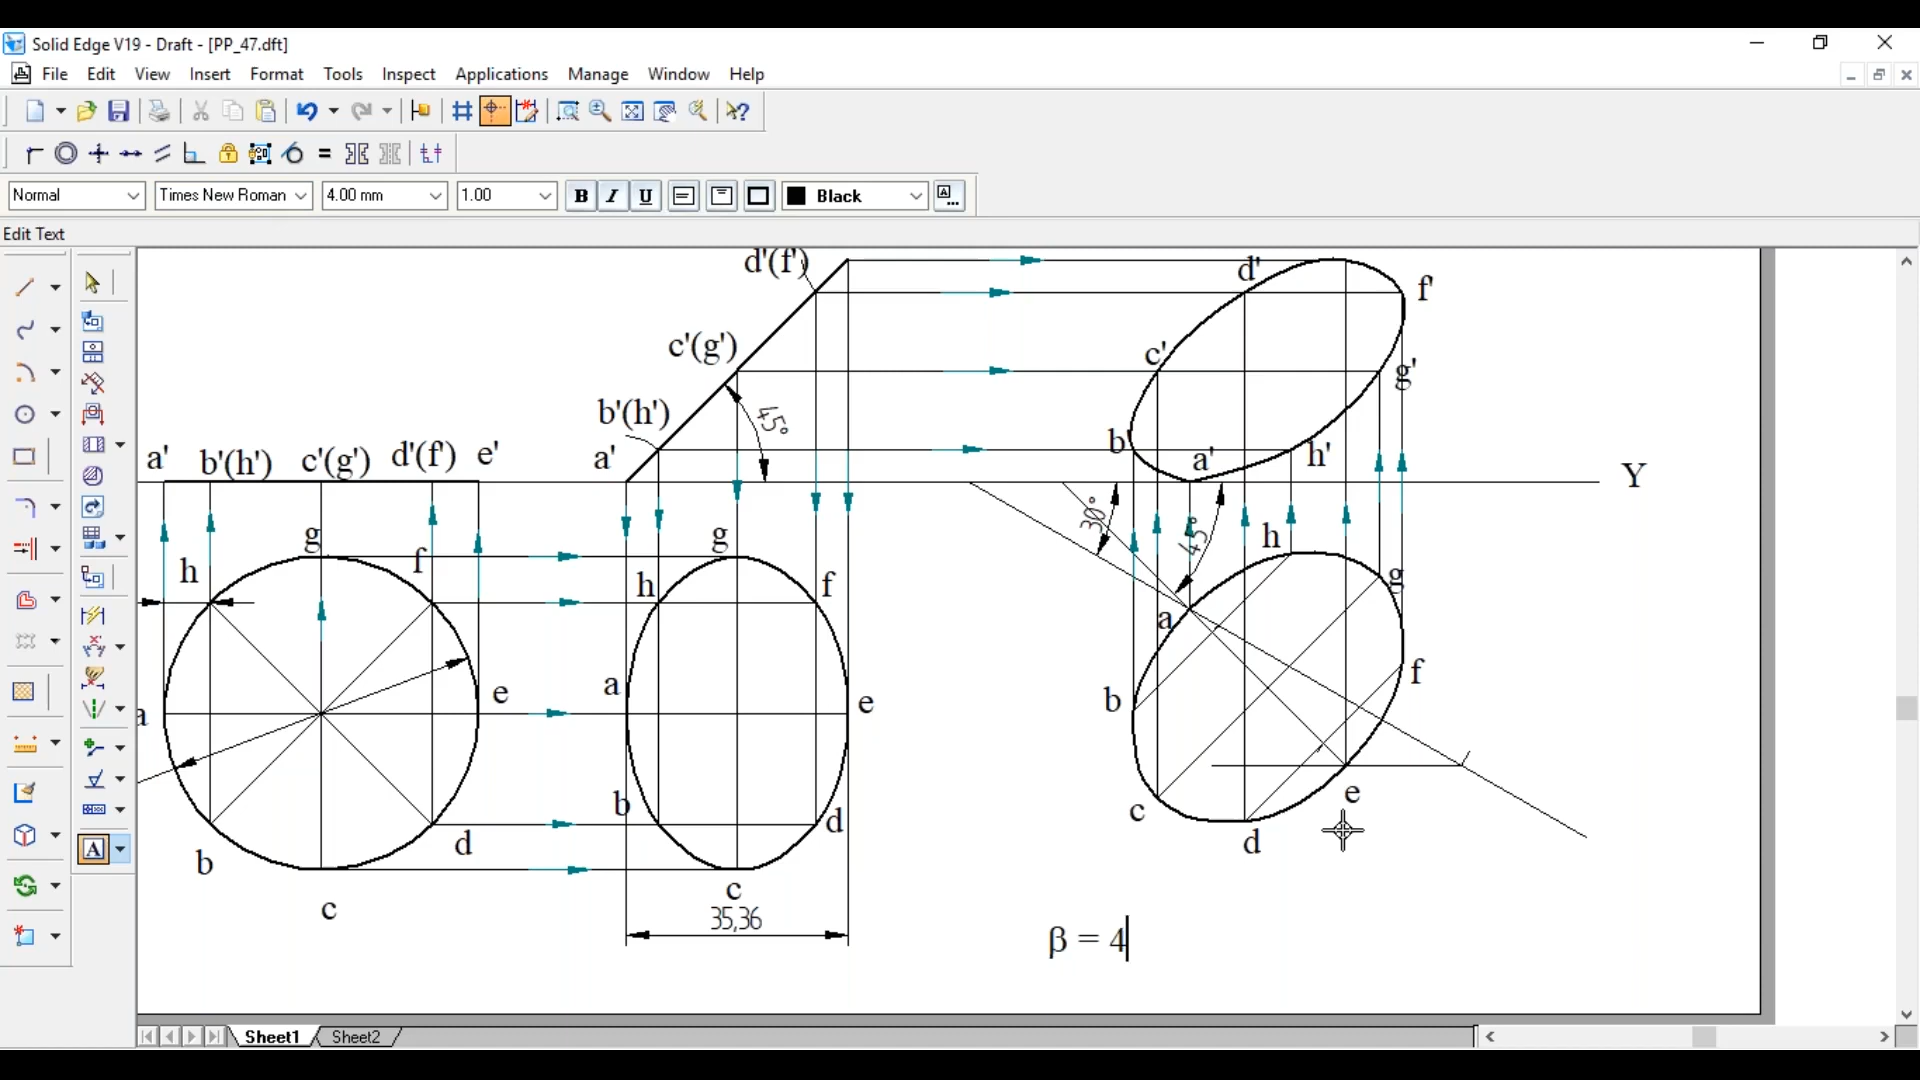 Solid Edge V19 - Draft - [PP_47.dft]
File Edit View Insert Format Tools Inspect Applications Manage Window Help
Normal Times New Roman 4.00 mm 1.00 B I U Black A...
Edit Text
d'(f')
d'
f'
c'(g')
c'
g'
b'(h')
45°
b'
a'
h'
a'
b'(h')
c'(g')
d'(f')
e'
a'
Y
30°
45°
g
f
h
g
h
f
h
g
a
a
e
a
e
b
f
b
d
b
d
c
e
d
c
c
35,36
β = 4
A
Sheet1 Sheet2